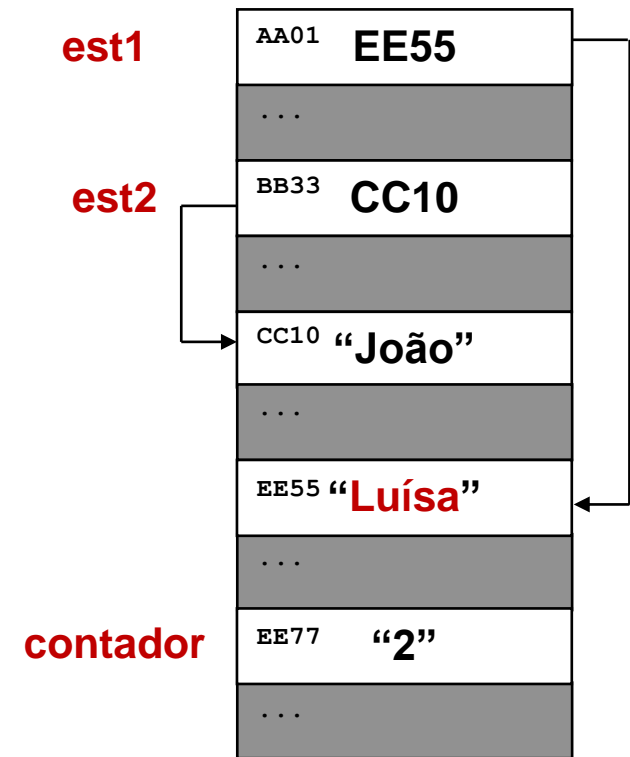 est1 AA01 EE55
...
est2 BB33 CC10
...
CC10 “João”
...
EE55 “Luísa”
...
contador EE77 “2”
...